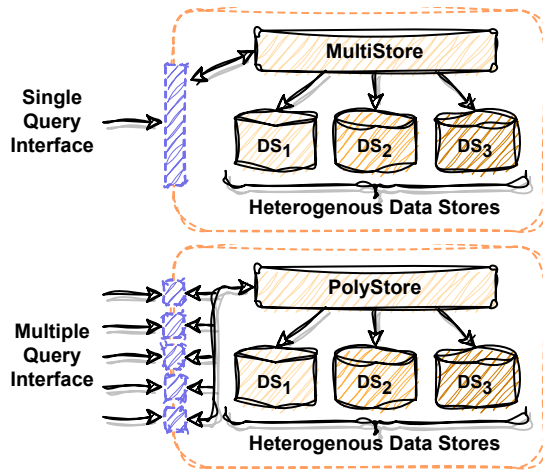 MultiStore
Single
Query
Interface
DS1 DS2 DS3
Heterogenous Data Stores
PolyStore
Multiple
Query
Interface
DS1 DS2 DS3
Heterogenous Data Stores